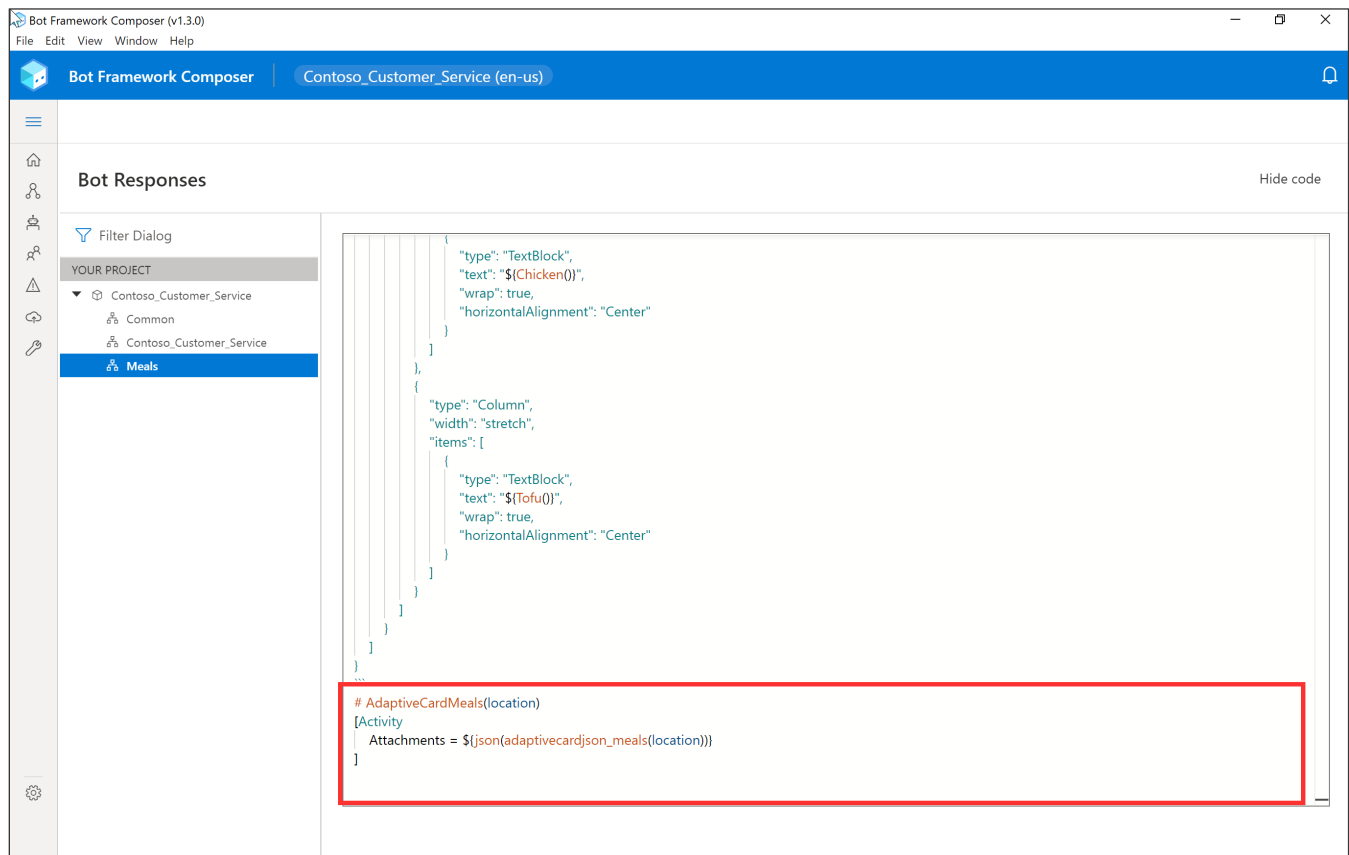 Bot Framework Composer (v1.3.0)
File Edit View Window Help
Bot Framework Composer
Contoso_Customer_Service (en-us)
Bot Responses
Hide code
Filter Dialog
YOUR PROJECT
Contoso_Customer_Service
Common
Contoso_Customer_Service
Meals
{
"type": "TextBlock",
"text": "${Chicken()}",
"wrap": true,
"horizontalAlignment": "Center"
}
]
},
{
"type": "Column",
"width": "stretch",
"items": [
{
"type": "TextBlock",
"text": "${Tofu()}",
"wrap": true,
"horizontalAlignment": "Center"
}
]
}
]
}
]
}
```
# AdaptiveCardMeals(location)
[Activity
Attachments = ${json(adaptivecardjson_meals(location))}
]